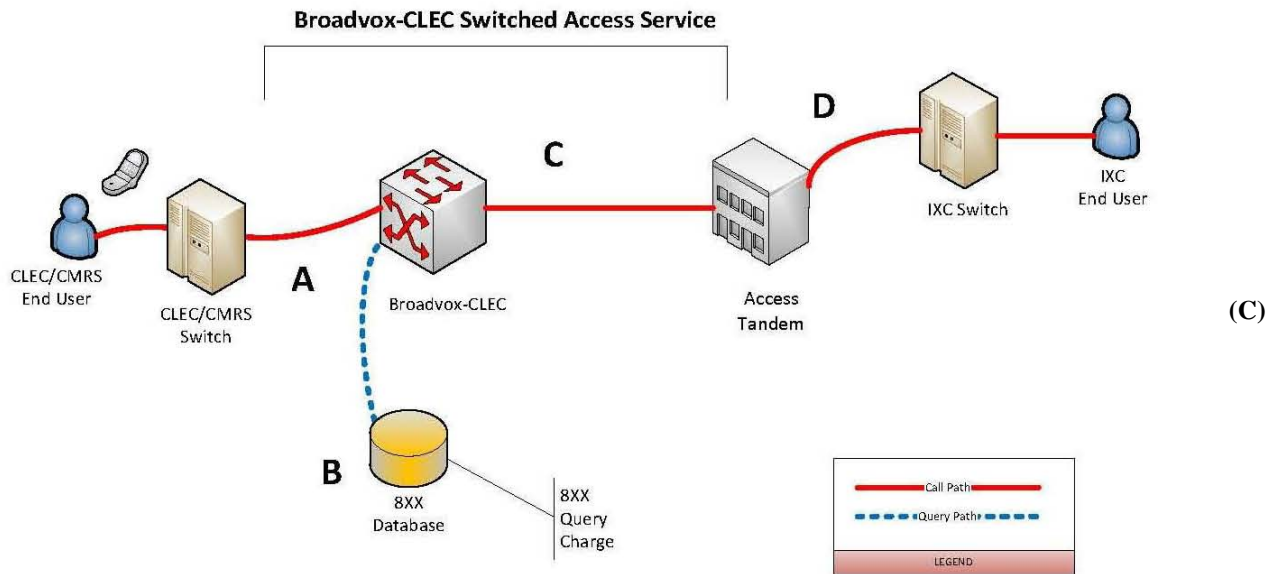 Broadvox-CLEC Switched Access Service
D
C
IXC
End User
IXC Switch
CLEC/CMRS
End User
A
CLEC/CMRS
Switch
Broadvox-CLEC
Access
Tandem
(C)
B
8XX
Database
8XX
Query
Charge
Call Path
Query Path
LEGEND